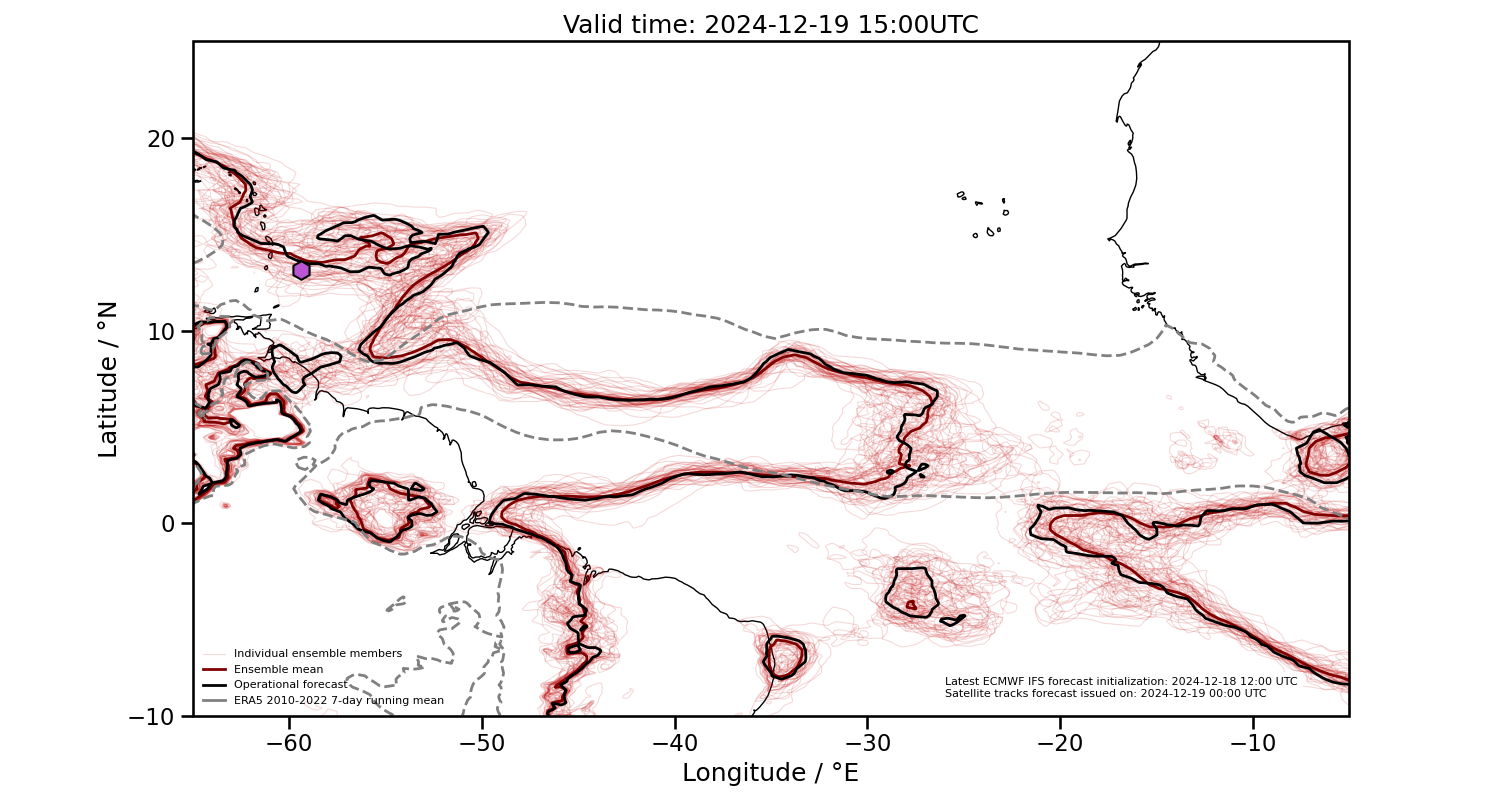 Valid time: 2024-12-19 15:00UTC
Latitude / °N
20
10
0
−10
Individual ensemble members
Ensemble mean
Operational forecast
ERA5 2010-2022 7-day running mean
Latest ECMWF IFS forecast initialization: 2024-12-18 12:00 UTC
Satellite tracks forecast issued on: 2024-12-19 00:00 UTC
−60 −50 −40 −30 −20 −10
Longitude / °E